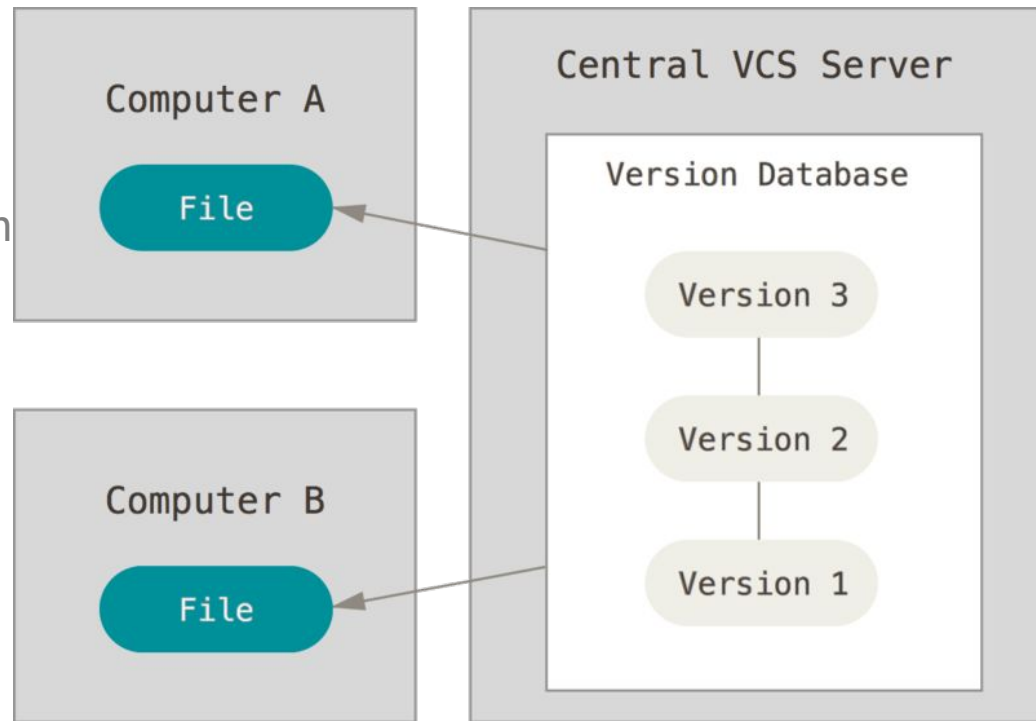 Computer A
File
Computer B
File
Central VCS Server
Version Database
Version 3
Version 2
Version 1